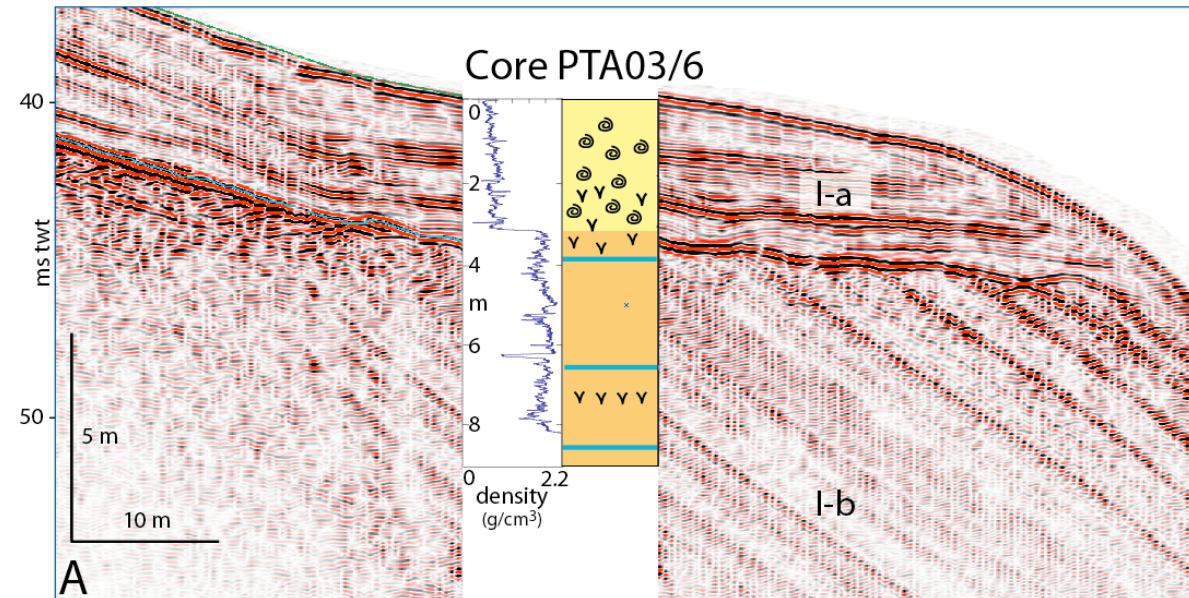 Core PTA03/6
40
ms twt
50
5 m
10 m
A
0
2
4
m
6
8
0 2.2
density
(g/cm³)
I-a
I-b